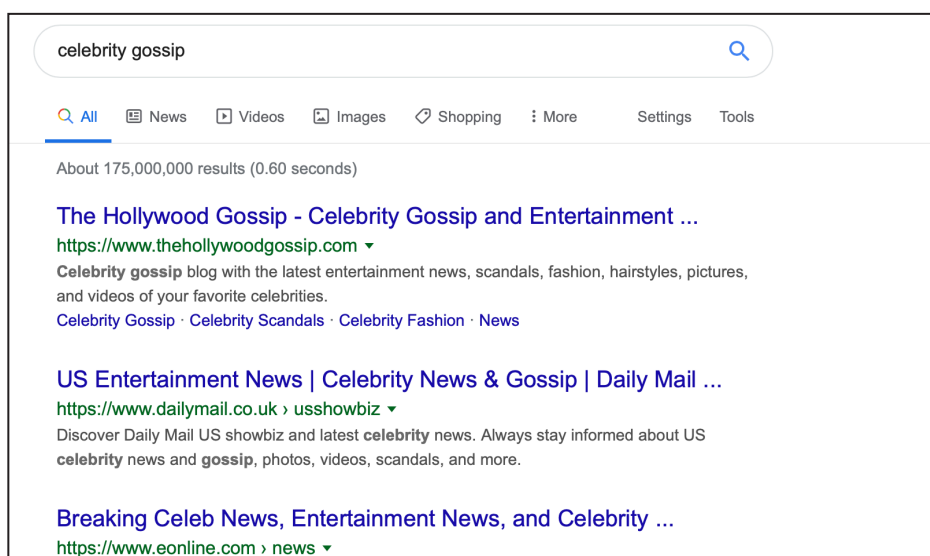 celebrity gossip
All News Videos Images Shopping More Settings Tools
About 175,000,000 results (0.60 seconds)
The Hollywood Gossip - Celebrity Gossip and Entertainment ...
https://www.thehollywoodgossip.com
Celebrity gossip blog with the latest entertainment news, scandals, fashion, hairstyles, pictures,
and videos of your favorite celebrities.
Celebrity Gossip · Celebrity Scandals · Celebrity Fashion · News
US Entertainment News | Celebrity News & Gossip | Daily Mail ...
https://www.dailymail.co.uk › usshowbiz
Discover Daily Mail US showbiz and latest celebrity news. Always stay informed about US
celebrity news and gossip, photos, videos, scandals, and more.
Breaking Celeb News, Entertainment News, and Celebrity ...
https://www.eonline.com › news